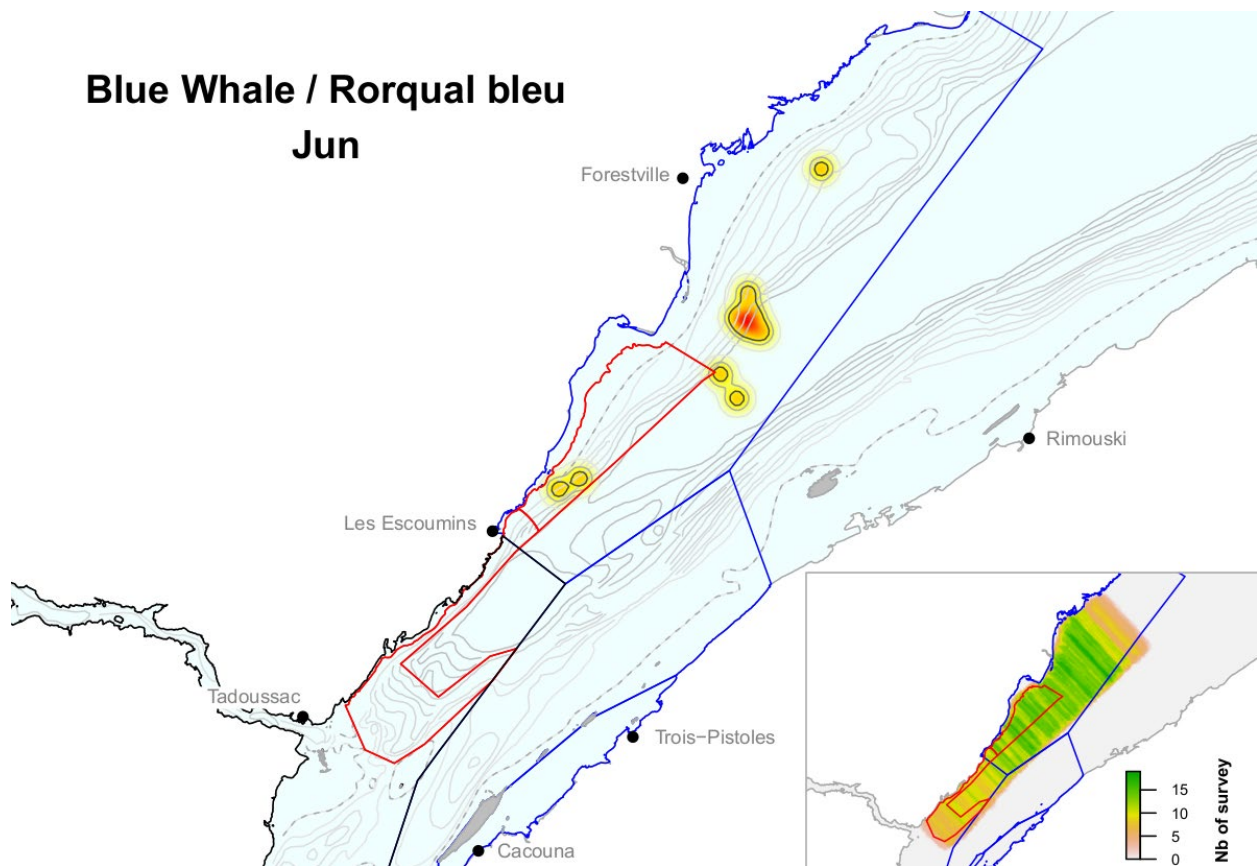 Blue Whale / Rorqual bleu
Jun
Forestville
Rimouski
Les Escoumins
Tadoussac
Trois−Pistoles
Cacouna
15
10
5
0
Nb of survey